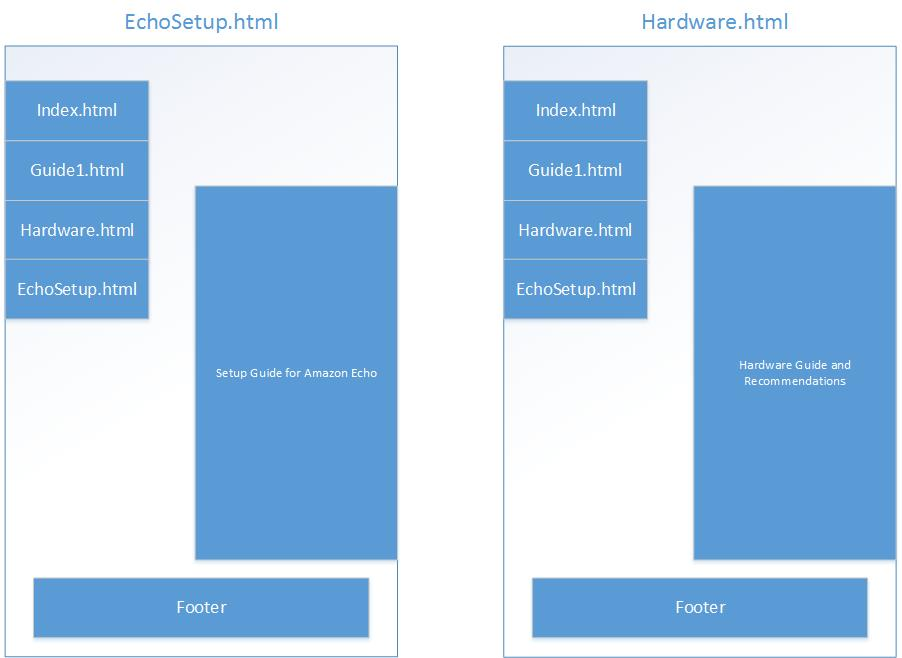 EchoSetup.html
Index.html
Guide1.html
Hardware.html
EchoSetup.html
Setup Guide for Amazon Echo
Footer
Hardware.html
Index.html
Guide1.html
Hardware.html
EchoSetup.html
Hardware Guide and
Recommendations
Footer